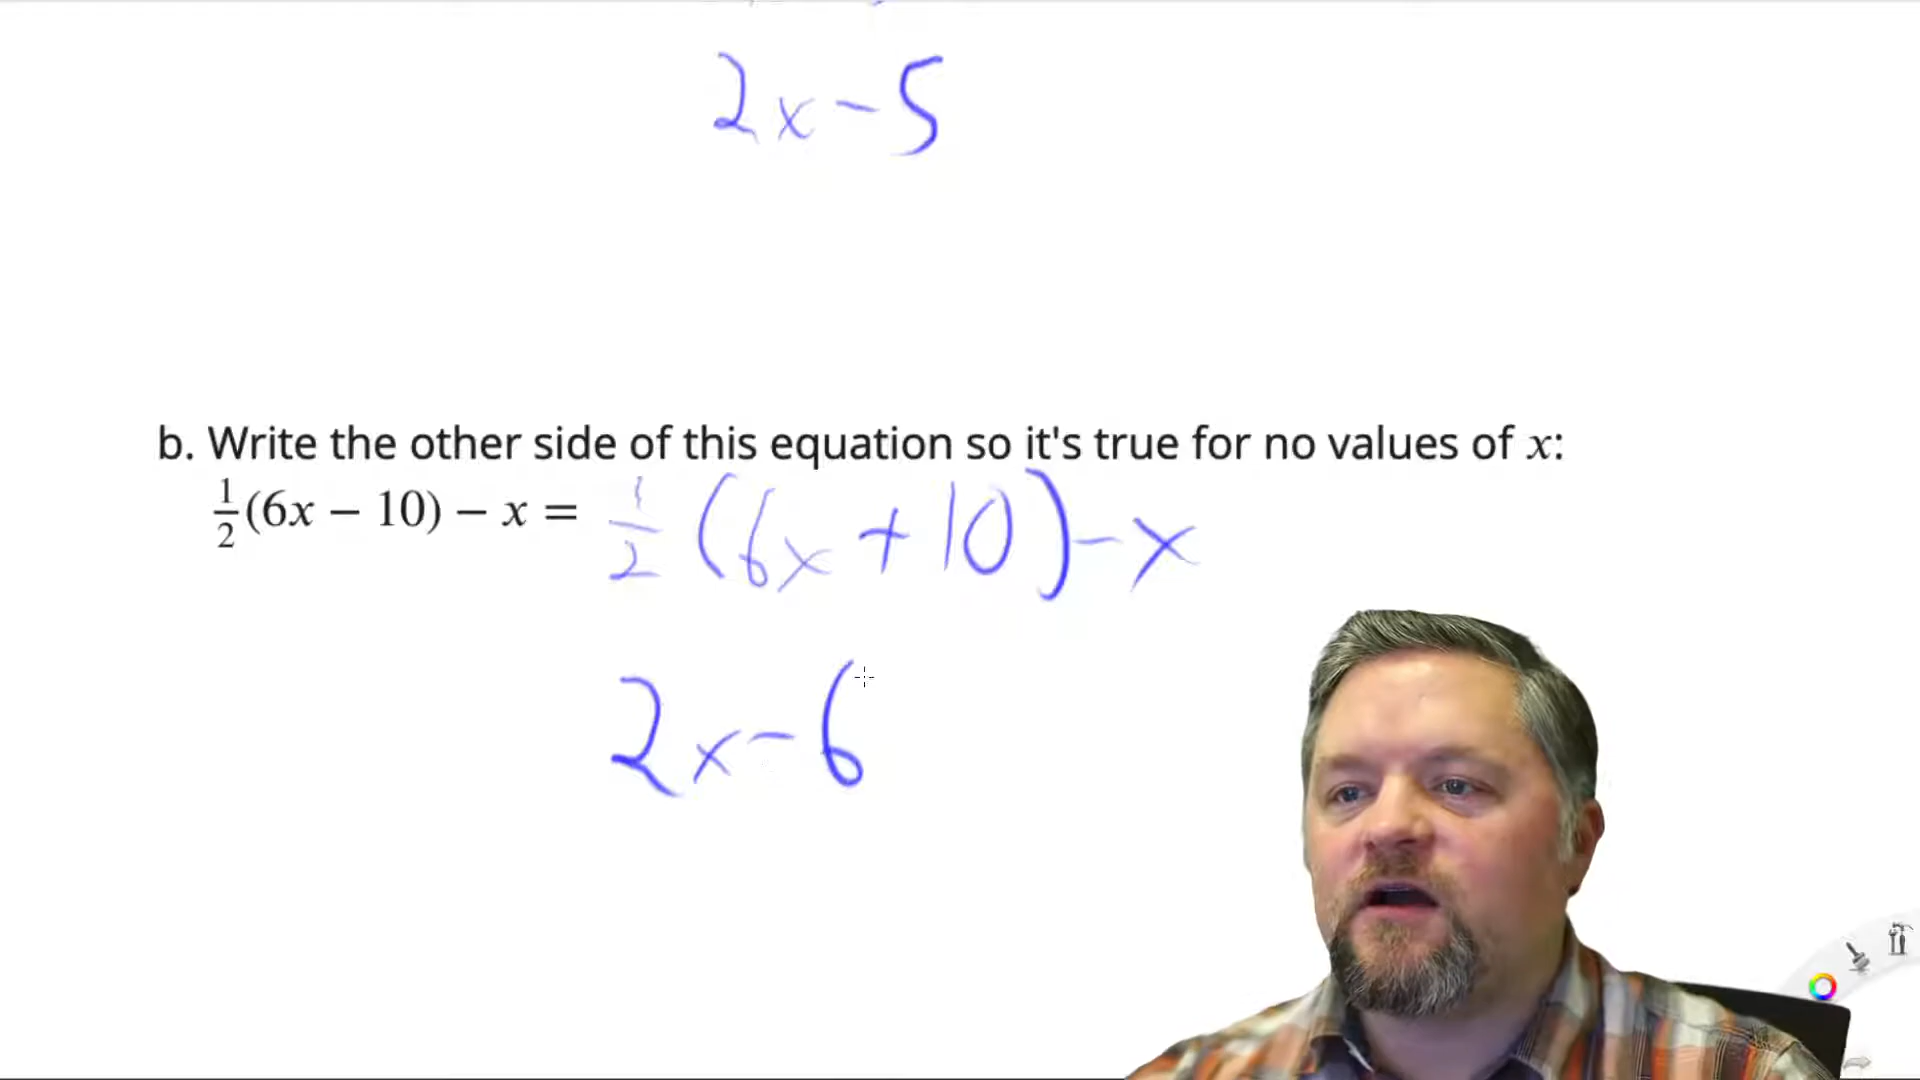 2x - 5
b. Write the other side of this equation so it's true for no values of x:
1/2(6x − 10) − x = 1/2 (6x + 10) - x
2x - 6